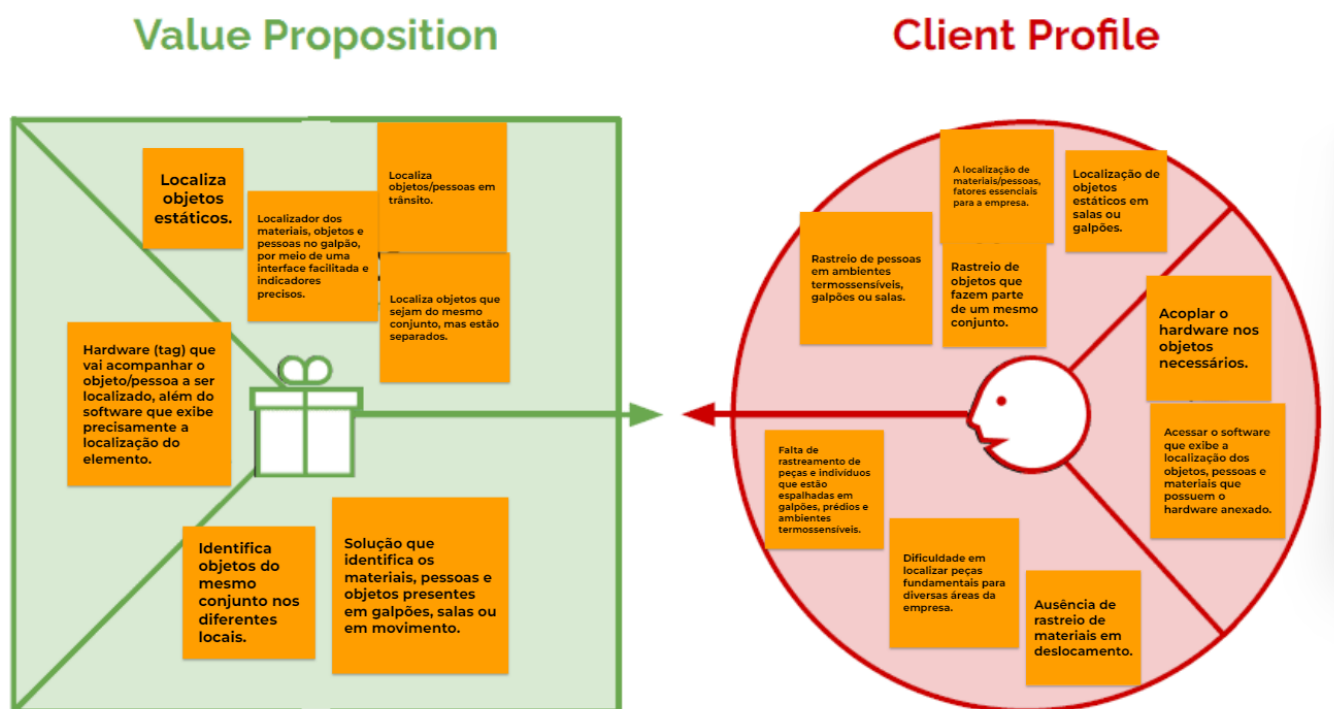 Value Proposition
Client Profile
Localiza
objetos
estáticos.
Localizador dos
materiais, objetos e
pessoas no galpão,
por meio de uma
interface facilitada e
indicadores
precisos.
Localiza
objetos/pessoas em
trânsito.
Localiza objetos que
sejam do mesmo
conjunto, mas estão
separados.
Hardware (tag) que
vai acompanhar o
objeto/pessoa a ser
localizado, além do
software que exibe
precisamente a
localização do
elemento.
Identifica
objetos do
mesmo
conjunto nos
diferentes
locais.
Solução que
identifica os
materiais, pessoas e
objetos presentes
em galpões, salas ou
em movimento.
A localização de
materiais/pessoas,
fatores essenciais
para a empresa.
Localização de
objetos
estáticos em
salas ou
galpões.
Rastreio de pessoas
em ambientes
termossensíveis,
galpões ou salas.
Rastreio de
objetos que
fazem parte
de um mesmo
conjunto.
Acoplar o
hardware nos
objetos
necessários.
Acessar o software
que exibe a
localização dos
objetos, pessoas e
materiais que
possuem o
hardware anexado.
Falta de
rastreamento de
peças e indivíduos
que estão
espalhadas em
galpões, prédios e
ambientes
termossensíveis.
Dificuldade em
localizar peças
fundamentais para
diversas áreas da
empresa.
Ausência de
rastreio de
materiais em
deslocamento.